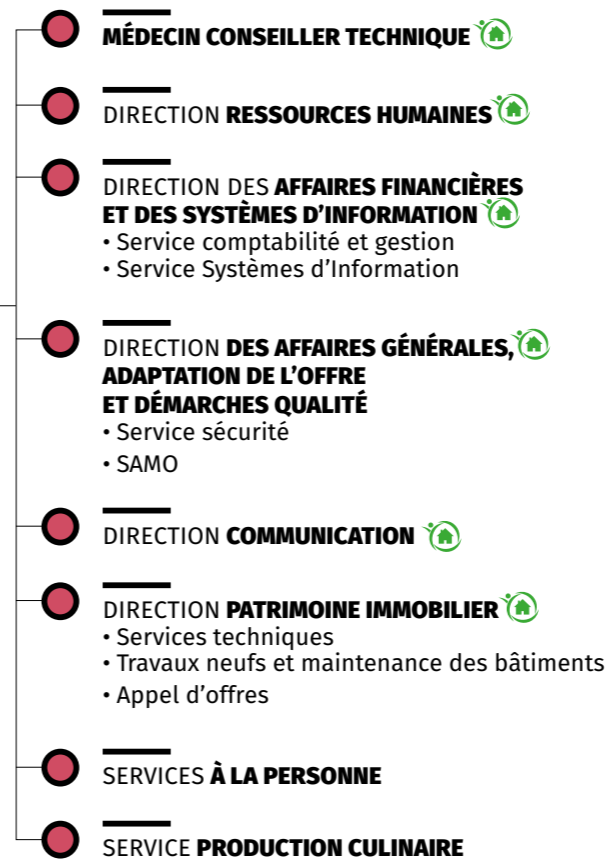 MÉDECIN CONSEILLER TECHNIQUE
DIRECTION RESSOURCES HUMAINES
DIRECTION DES AFFAIRES FINANCIÈRES
ET DES SYSTÈMES D’INFORMATION
• Service comptabilité et gestion
• Service Systèmes d’Information
DIRECTION DES AFFAIRES GÉNÉRALES,
ADAPTATION DE L’OFFRE
ET DÉMARCHES QUALITÉ
• Service sécurité
• SAMO
DIRECTION COMMUNICATION
DIRECTION PATRIMOINE IMMOBILIER
• Services techniques
• Travaux neufs et maintenance des bâtiments
• Appel d’offres
SERVICES À LA PERSONNE
SERVICE PRODUCTION CULINAIRE